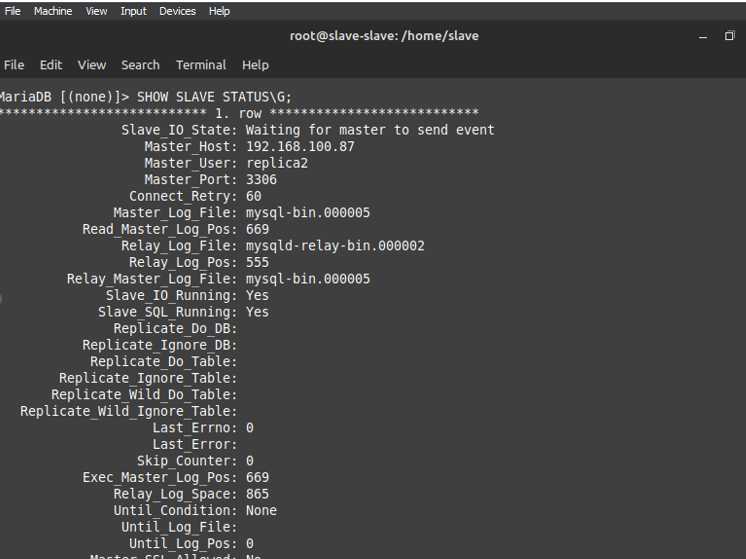 File Machine View Input Devices Help
root@slave-slave: /home/slave
File Edit View Search Terminal Help
MariaDB [(none)]> SHOW SLAVE STATUS\G;
*************************** 1. row ***************************
Slave_IO_State: Waiting for master to send event
Master_Host: 192.168.100.87
Master_User: replica2
Master_Port: 3306
Connect_Retry: 60
Master_Log_File: mysql-bin.000005
Read_Master_Log_Pos: 669
Relay_Log_File: mysqld-relay-bin.000002
Relay_Log_Pos: 555
Relay_Master_Log_File: mysql-bin.000005
Slave_IO_Running: Yes
Slave_SQL_Running: Yes
Replicate_Do_DB:
Replicate_Ignore_DB:
Replicate_Do_Table:
Replicate_Ignore_Table:
Replicate_Wild_Do_Table:
Replicate_Wild_Ignore_Table:
Last_Errno: 0
Last_Error:
Skip_Counter: 0
Exec_Master_Log_Pos: 669
Relay_Log_Space: 865
Until_Condition: None
Until_Log_File:
Until_Log_Pos: 0
Master_SSL_Allowed: No